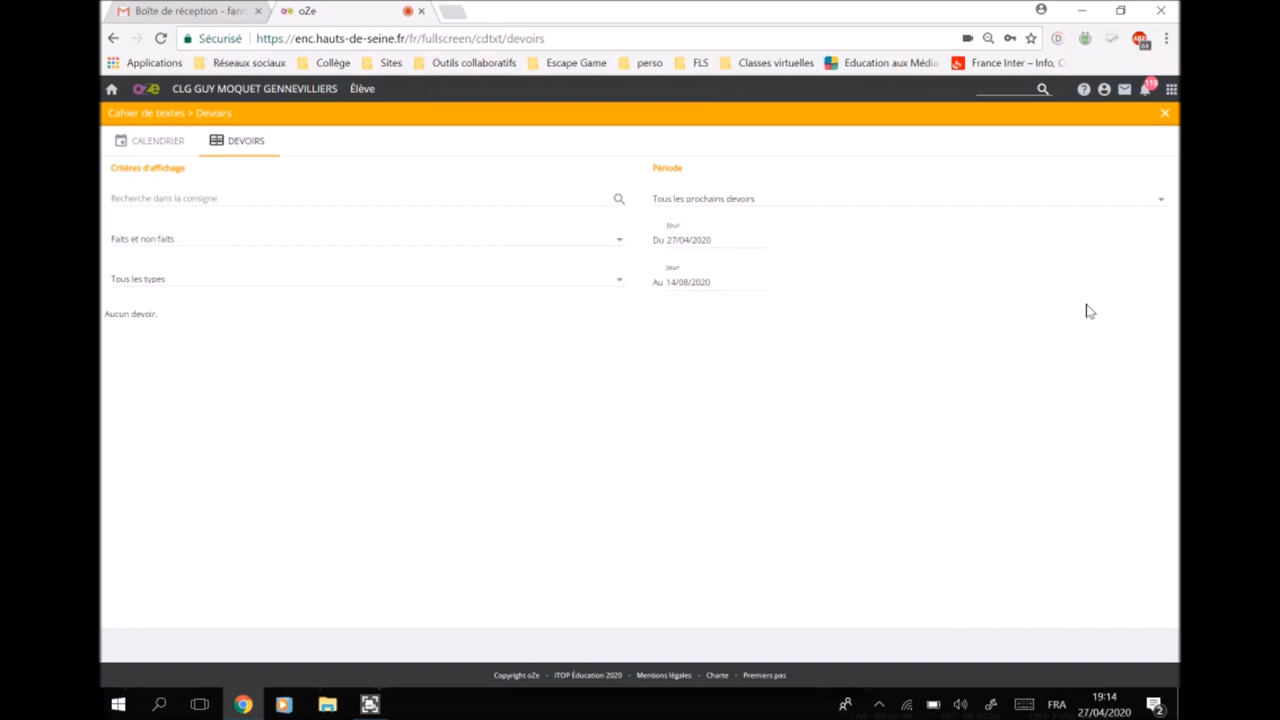 Boîte de réception - fan
oZe
Sécurisé
https://enc.hauts-de-seine.fr/fr/fullscreen/cdtxt/devoirs
Applications
Réseaux sociaux
Collège
Sites
Outils collaboratifs
Escape Game
perso
FLS
Classes virtuelles
Education aux Média
France Inter – Info, C
oZe
CLG GUY MOQUET GENNEVILLIERS
Élève
119
Cahier de textes > Devoirs
CALENDRIER
DEVOIRS
Critères d'affichage
Période
Recherche dans la consigne
Tous les prochains devoirs
Faits et non faits
Jour
Du 27/04/2020
Tous les types
Jour
Au 14/08/2020
Aucun devoir.
Copyright oZe - ITOP Éducation 2020 - Mentions légales - Charte - Premiers pas
FRA
19:14
27/04/2020
2